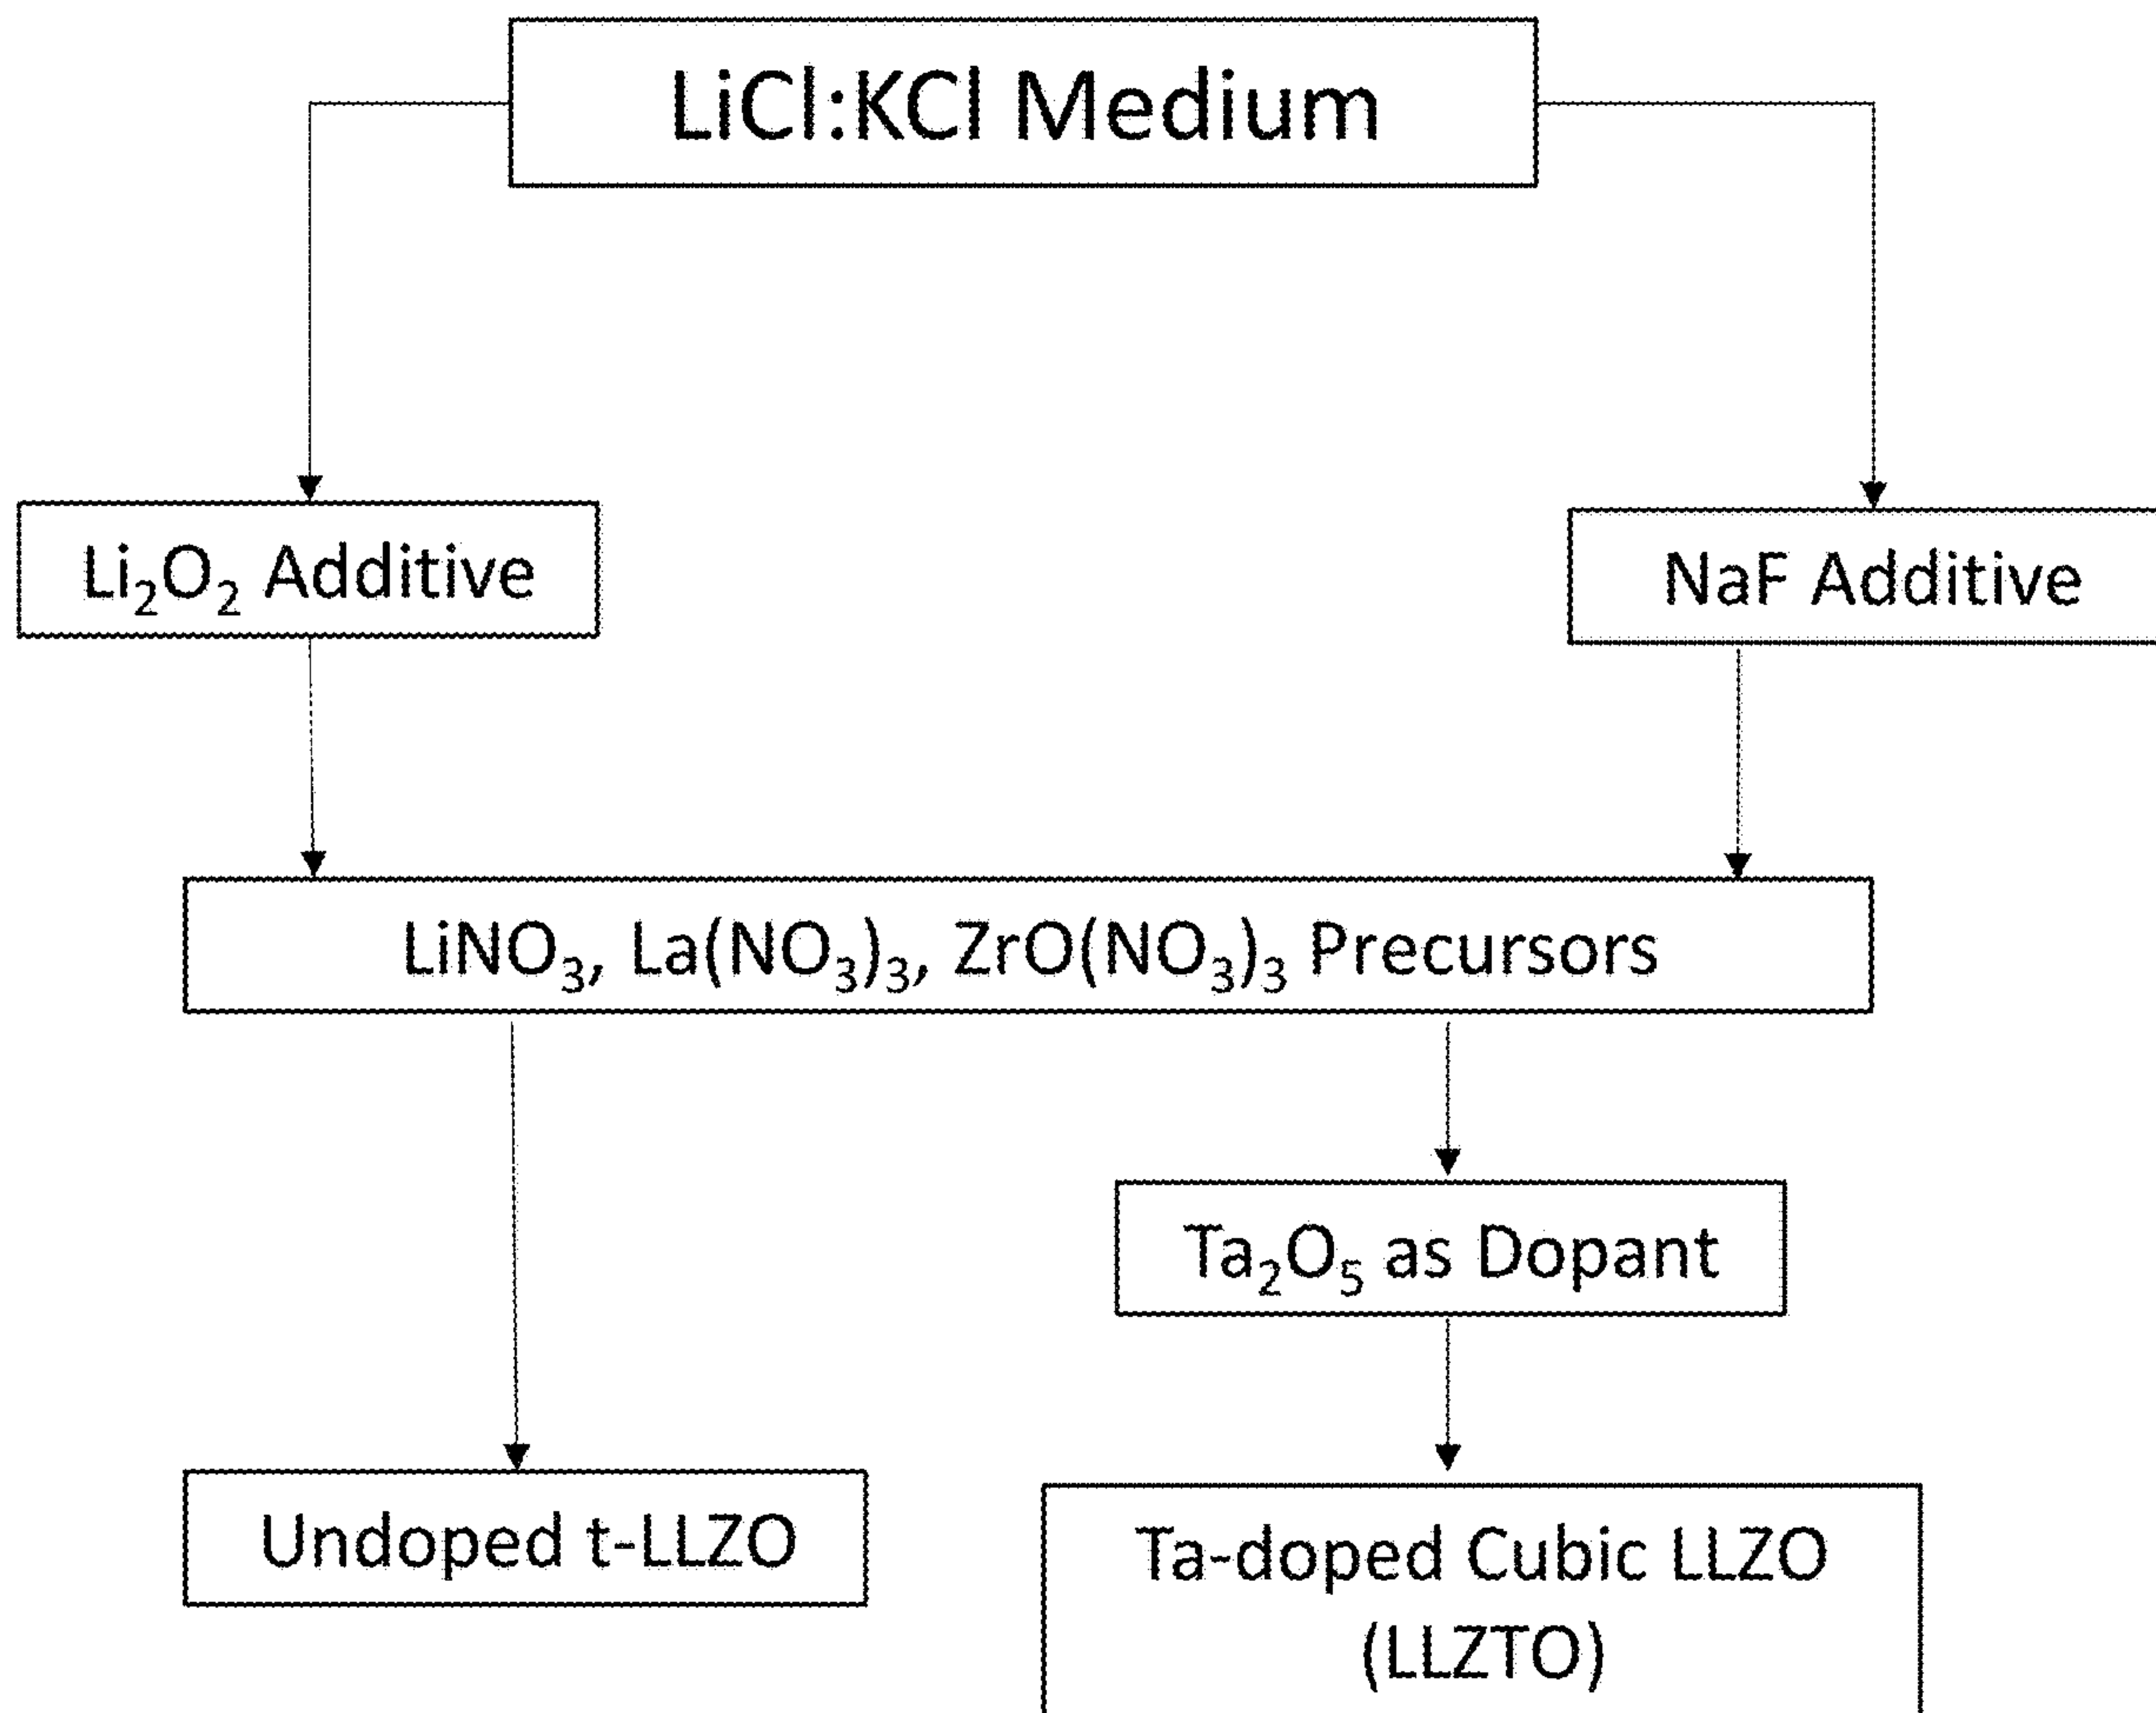 LiCl:KCl Medium
Li₂O₂ Additive
NaF Additive
LiNO₃, La(NO₃)₃, ZrO(NO₃)₃ Precursors
Ta₂O₅ as Dopant
Undoped t-LLZO
Ta-doped Cubic LLZO
(LLZTO)